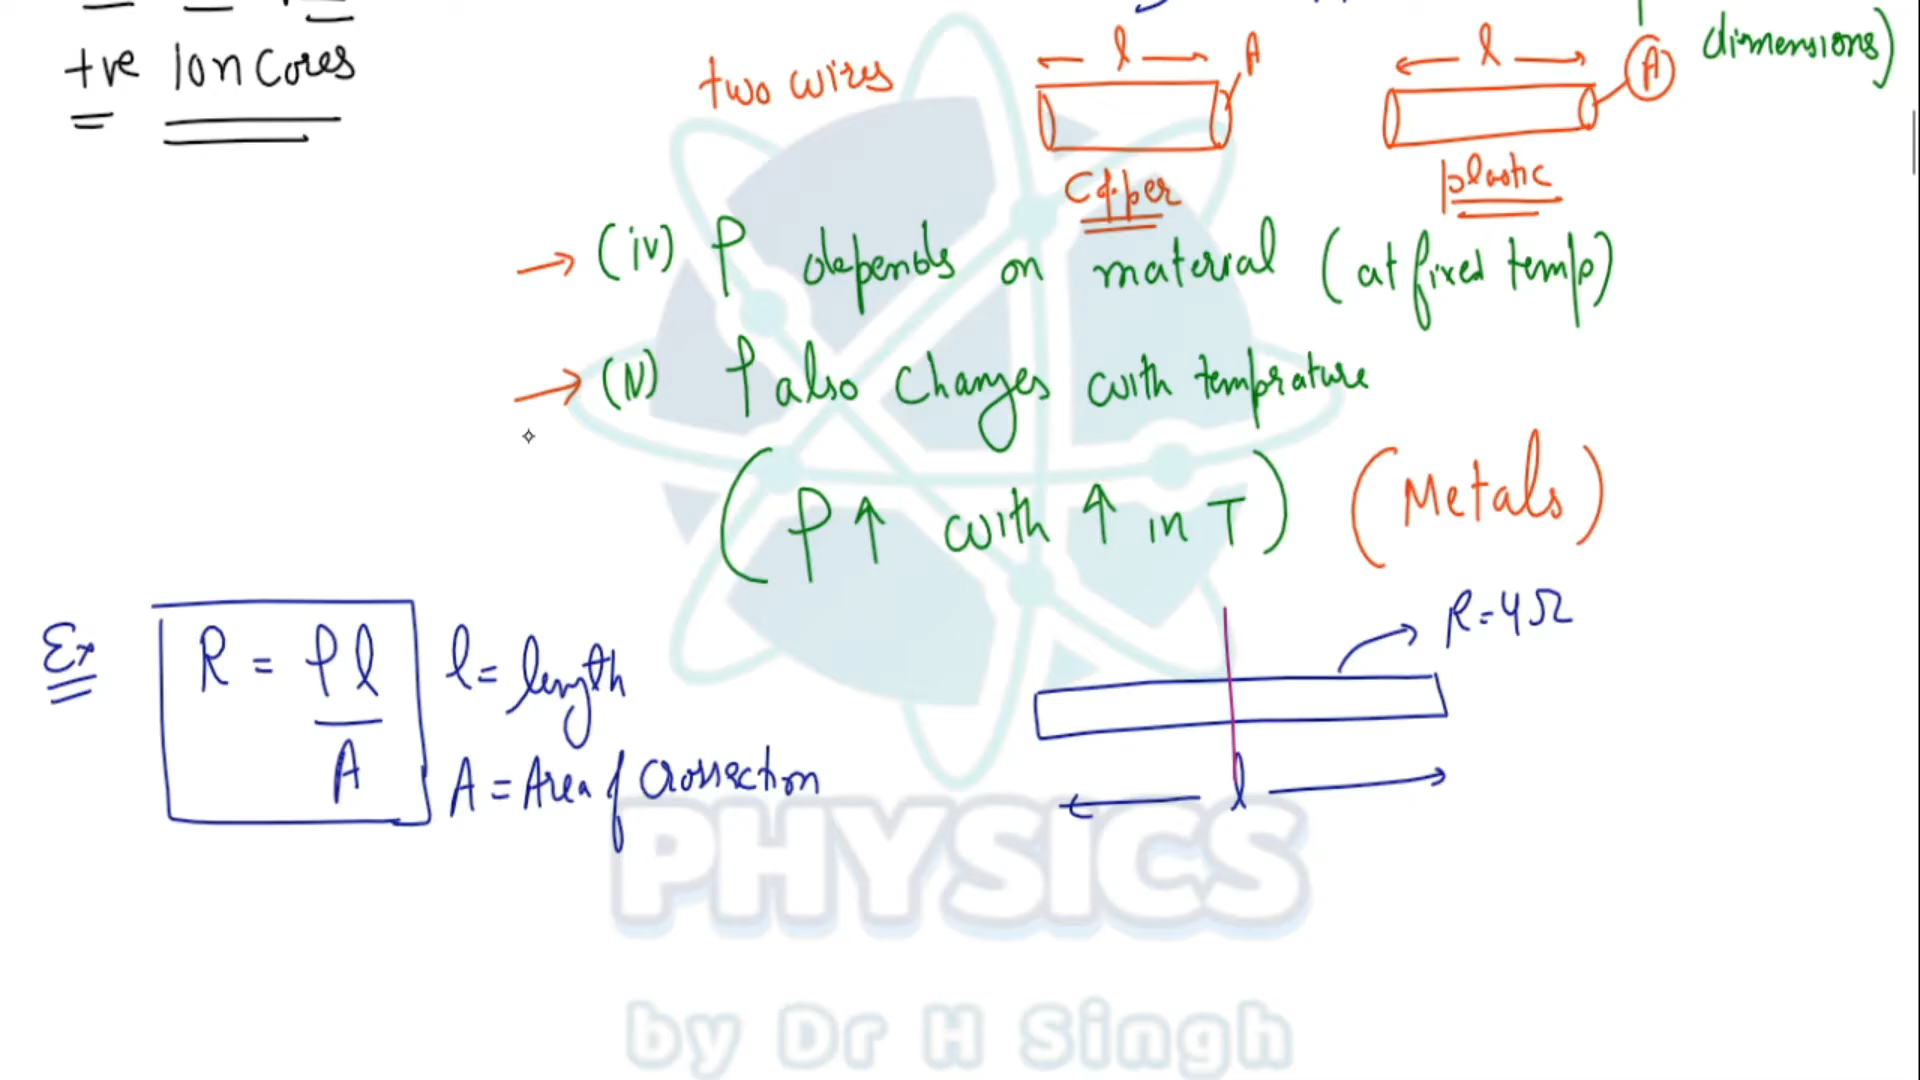 +ve Ion Cores
two wires
l
A
l
A
dimensions)
Copper
plastic
(iv) ρ depends on material (at fixed temp)
(v) ρ also changes with temprature
(ρ↑ with ↑ in T) (Metals)
Ex
R = ρl
A
l = length
A = Area of Crossection
R = 4Ω
l
PHYSICS
by Dr H Singh